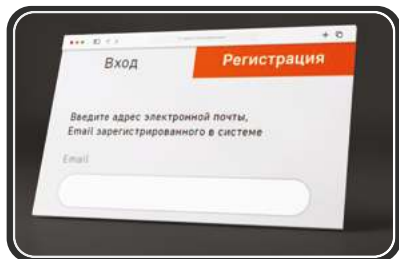 Вход
Регистрация
Введите адрес электронной почты,
Email зарегистрированного в системе
Email